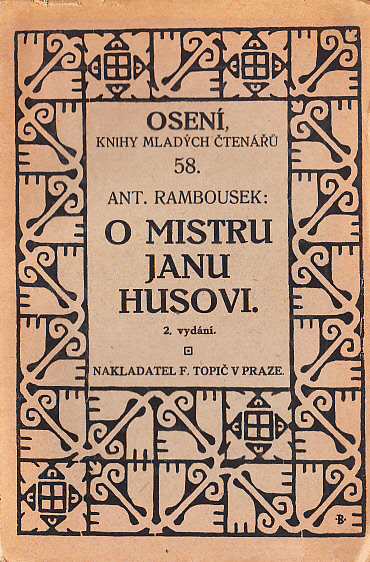 OSENÍ,
KNIHY MLADÝCH ČTENÁŘŮ
58.
ANT. RAMBOUSEK:
O MISTRU
JANU
HUSOVI.
2. vydání.
NAKLADATEL F. TOPIČ V PRAZE.
·B·